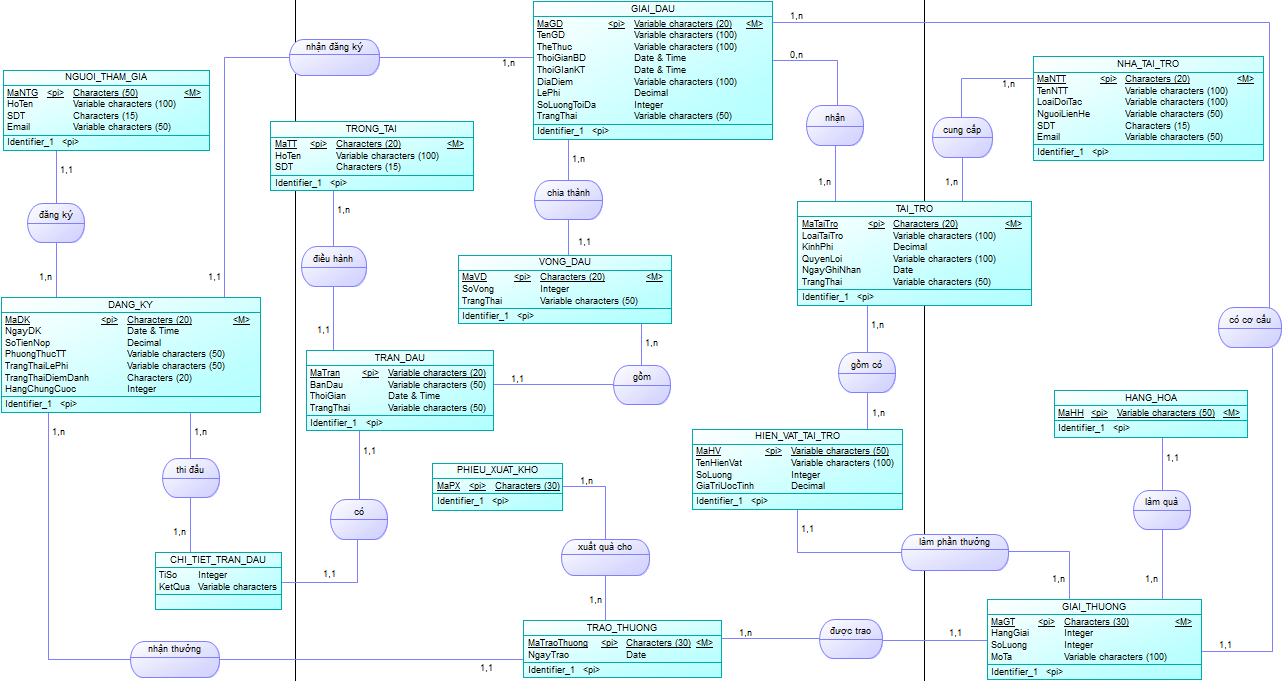 GIAI_DAU
MaGD <pi> Variable characters (20) <M>
TenGD Variable characters (100)
TheThuc Variable characters (100)
ThoiGianBD Date & Time
ThoiGIanKT Date & Time
DiaDiem Variable characters (100)
LePhi Decimal
SoLuongToiDa Integer
TrangThai Variable characters (50)
Identifier_1 <pi>
1,n
nhận đăng ký
1,n
1,1
0,n
nhận
1,n
NGUOI_THAM_GIA
MaNTG <pi> Characters (50) <M>
HoTen Variable characters (100)
SDT Characters (15)
Email Variable characters (50)
Identifier_1 <pi>
1,1
đăng ký
1,n
TRONG_TAI
MaTT <pi> Characters (20) <M>
HoTen Variable characters (100)
SDT Characters (15)
Identifier_1 <pi>
1,n
điều hành
1,1
1,n
chia thành
1,1
NHA_TAI_TRO
MaNTT <pi> Characters (20) <M>
TenNTT Variable characters (100)
LoaiDoiTac Variable characters (100)
NguoiLienHe Variable characters (50)
SDT Characters (15)
Email Variable characters (50)
Identifier_1 <pi>
1,n
cung cấp
1,n
TAI_TRO
MaTaiTro <pi> Characters (20) <M>
LoaiTaiTro Variable characters (100)
KinhPhi Decimal
QuyenLoi Variable characters (100)
NgayGhiNhan Date
TrangThai Variable characters (50)
Identifier_1 <pi>
VONG_DAU
MaVD <pi> Characters (20) <M>
SoVong Integer
TrangThai Variable characters (50)
Identifier_1 <pi>
1,n
gồm
1,1
DANG_KY
MaDK <pi> Characters (20) <M>
NgayDK Date & Time
SoTienNop Decimal
PhuongThucTT Variable characters (50)
TrangThaiLePhi Variable characters (50)
TrangThaiDiemDanh Characters (20)
HangChungCuoc Integer
Identifier_1 <pi>
TRAN_DAU
MaTran <pi> Variable characters (20)
BanDau Variable characters (50)
ThoiGian Date & Time
TrangThai Variable characters (50)
Identifier_1 <pi>
1,n
gồm có
1,n
có cơ cấu
HANG_HOA
MaHH <pi> Variable characters (50) <M>
Identifier_1 <pi>
1,1
làm quà
1,n
HIEN_VAT_TAI_TRO
MaHV <pi> Variable characters (50)
TenHienVat Variable characters (100)
SoLuong Integer
GiaTriUocTinh Decimal
Identifier_1 <pi>
1,1
làm phần thưởng
1,n
1,n
1,n
thi đấu
1,n
1,1
có
1,1
PHIEU_XUAT_KHO
MaPX <pi> Characters (30)
Identifier_1 <pi>
1,n
xuất quà cho
1,n
CHI_TIET_TRAN_DAU
TiSo Integer
KetQua Variable characters
nhận thưởng
1,1
TRAO_THUONG
MaTraoThuong <pi> Characters (30) <M>
NgayTrao Date
Identifier_1 <pi>
1,n
được trao
1,1
GIAI_THUONG
MaGT <pi> Characters (30) <M>
HangGiai Integer
SoLuong Integer
MoTa Variable characters (100)
Identifier_1 <pi>
1,1